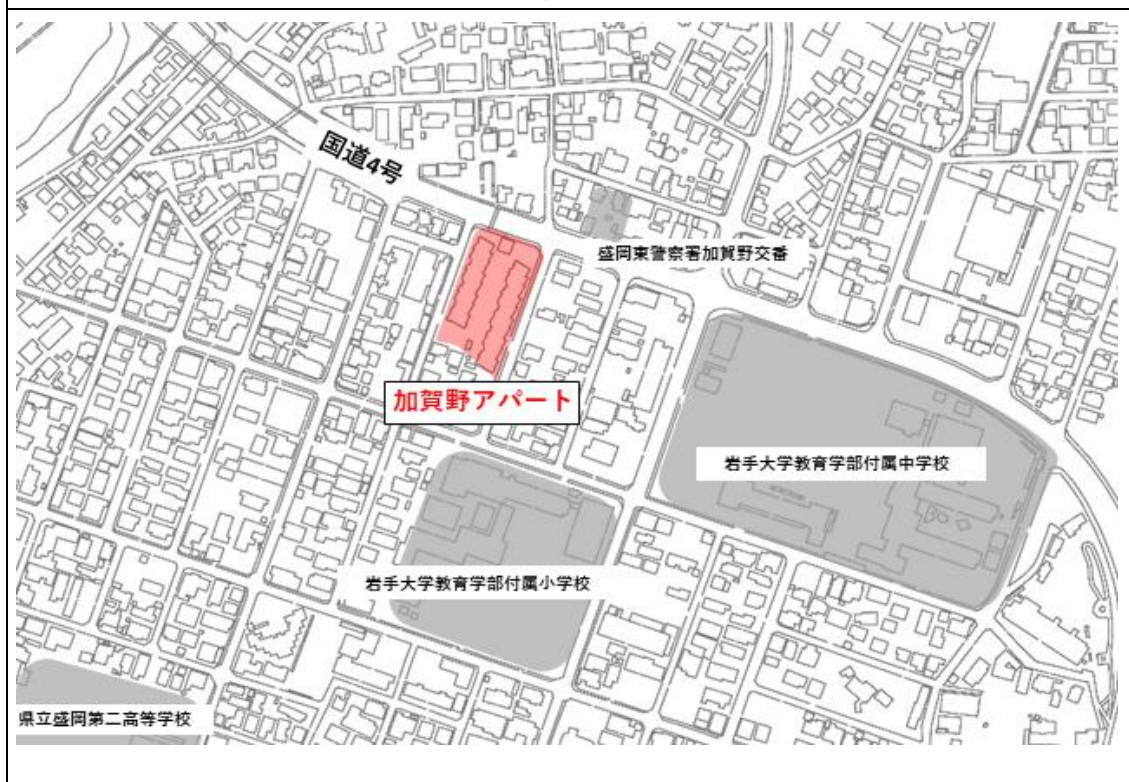 国道4号
盛岡東警察署加賀野交番
加賀野アパート
岩手大学教育学部付属中学校
岩手大学教育学部付属小学校
県立盛岡第二高等学校